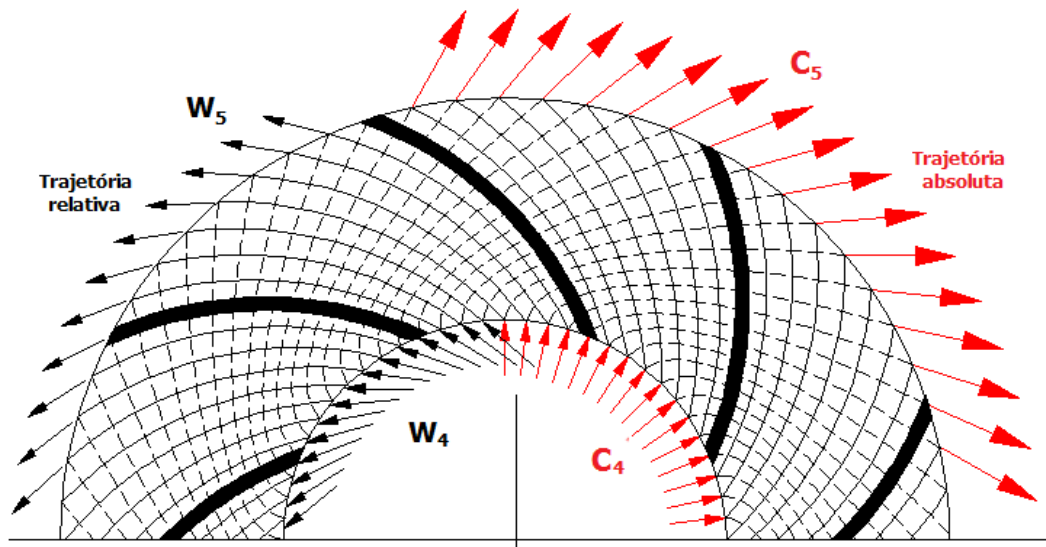 C₅
W₅
Trajetória
relativa
Trajetória
absoluta
W₄
C₄